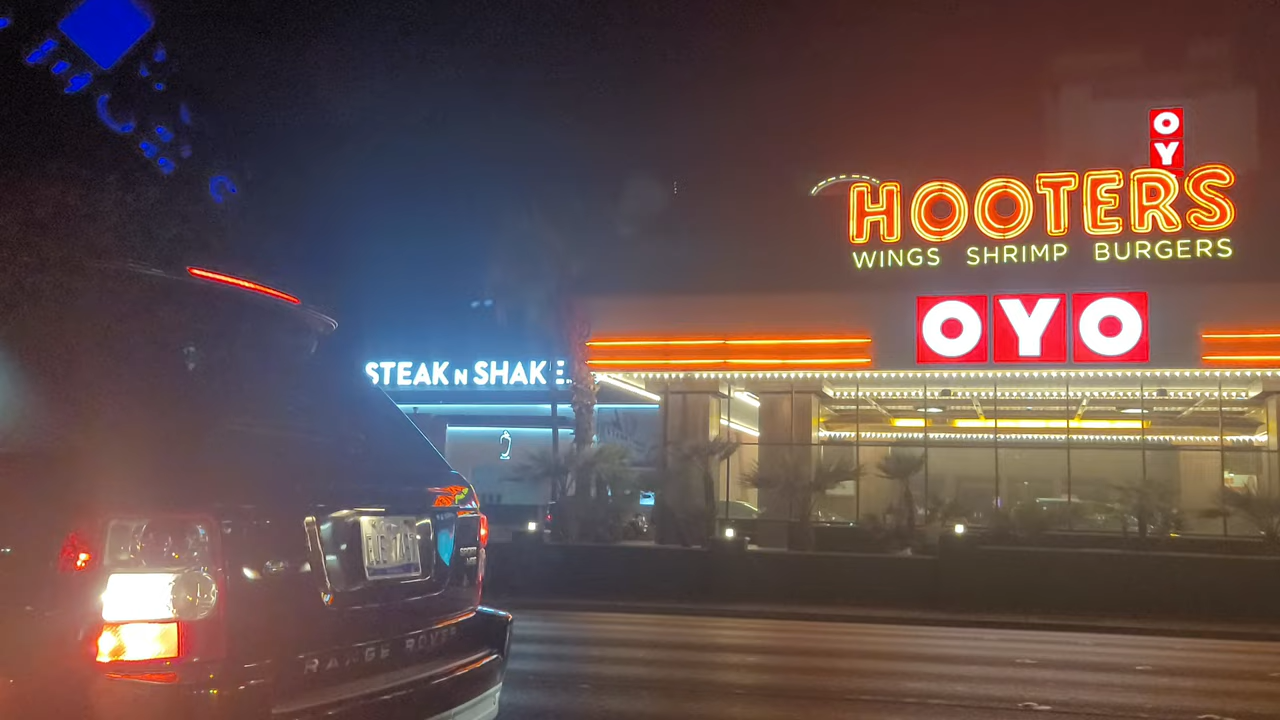 OY
HOOTERS
WINGS SHRIMP BURGERS
OYO
STEAK N SHAKE
RANGE ROVER